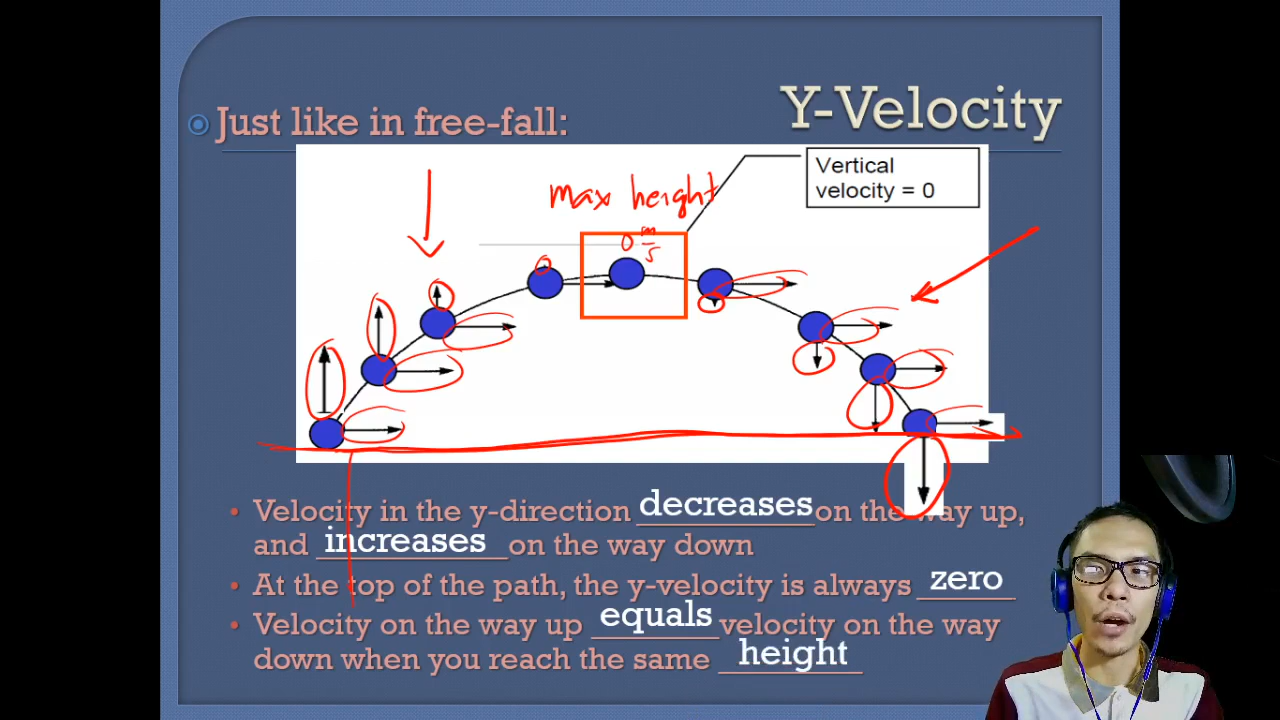 Y-Velocity
Just like in free-fall:
Vertical
velocity = 0
max height
0 m/s
Velocity in the y-direction decreases on the way up,
and increases on the way down
At the top of the path, the y-velocity is always zero
Velocity on the way up equals velocity on the way
down when you reach the same height